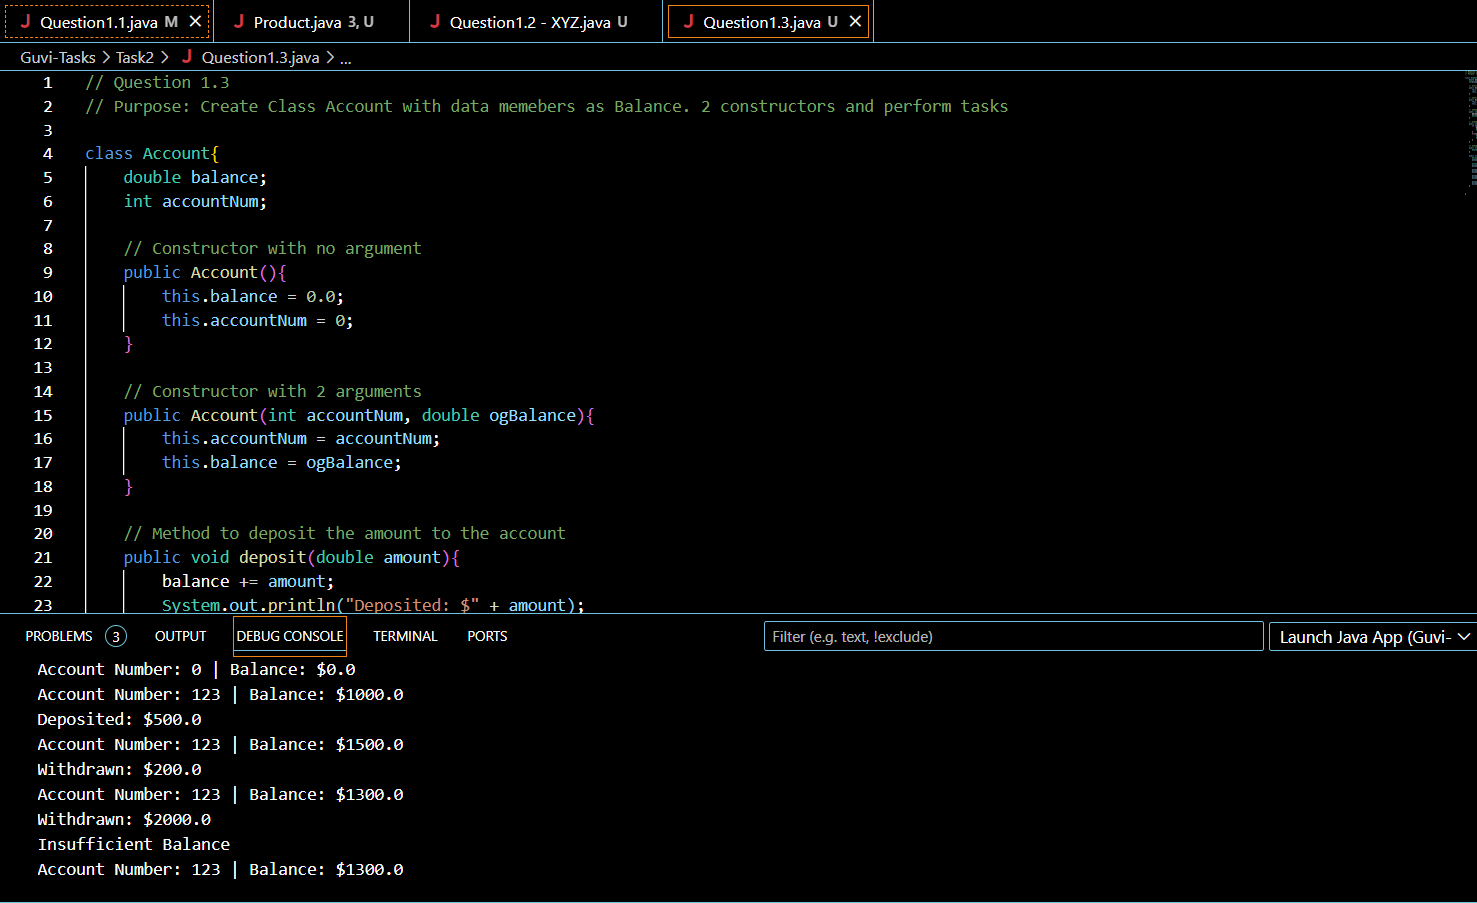 J Question1.1.java M ✕ J Product.java 3, U J Question1.2 - XYZ.java U J Question1.3.java U ✕
Guvi-Tasks > Task2 > J Question1.3.java > ...
1 // Question 1.3
2 // Purpose: Create Class Account with data memebers as Balance. 2 constructors and perform tasks
3
4 class Account{
5 double balance;
6 int accountNum;
7
8 // Constructor with no argument
9 public Account(){
10 this.balance = 0.0;
11 this.accountNum = 0;
12 }
13
14 // Constructor with 2 arguments
15 public Account(int accountNum, double ogBalance){
16 this.accountNum = accountNum;
17 this.balance = ogBalance;
18 }
19
20 // Method to deposit the amount to the account
21 public void deposit(double amount){
22 balance += amount;
23 System.out.println("Deposited: $" + amount);
PROBLEMS 3 OUTPUT DEBUG CONSOLE TERMINAL PORTS Filter (e.g. text, !exclude) Launch Java App (Guvi-
Account Number: 0 | Balance: $0.0
Account Number: 123 | Balance: $1000.0
Deposited: $500.0
Account Number: 123 | Balance: $1500.0
Withdrawn: $200.0
Account Number: 123 | Balance: $1300.0
Withdrawn: $2000.0
Insufficient Balance
Account Number: 123 | Balance: $1300.0